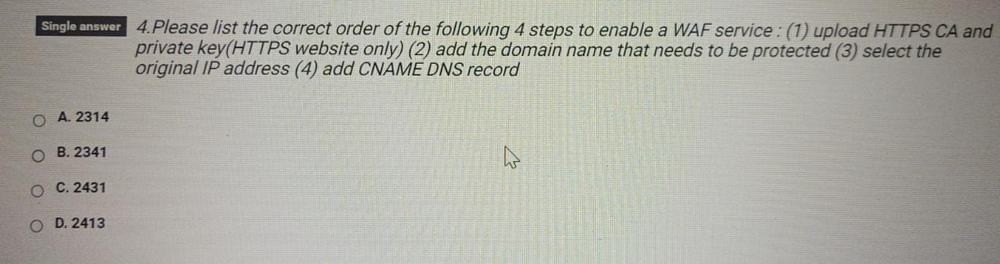 Single answer 4.Please list the correct order of the following 4 steps to enable a WAF service : (1) upload HTTPS CA and
private key(HTTPS website only) (2) add the domain name that needs to be protected (3) select the
original IP address (4) add CNAME DNS record
A. 2314
B. 2341
C. 2431
D. 2413